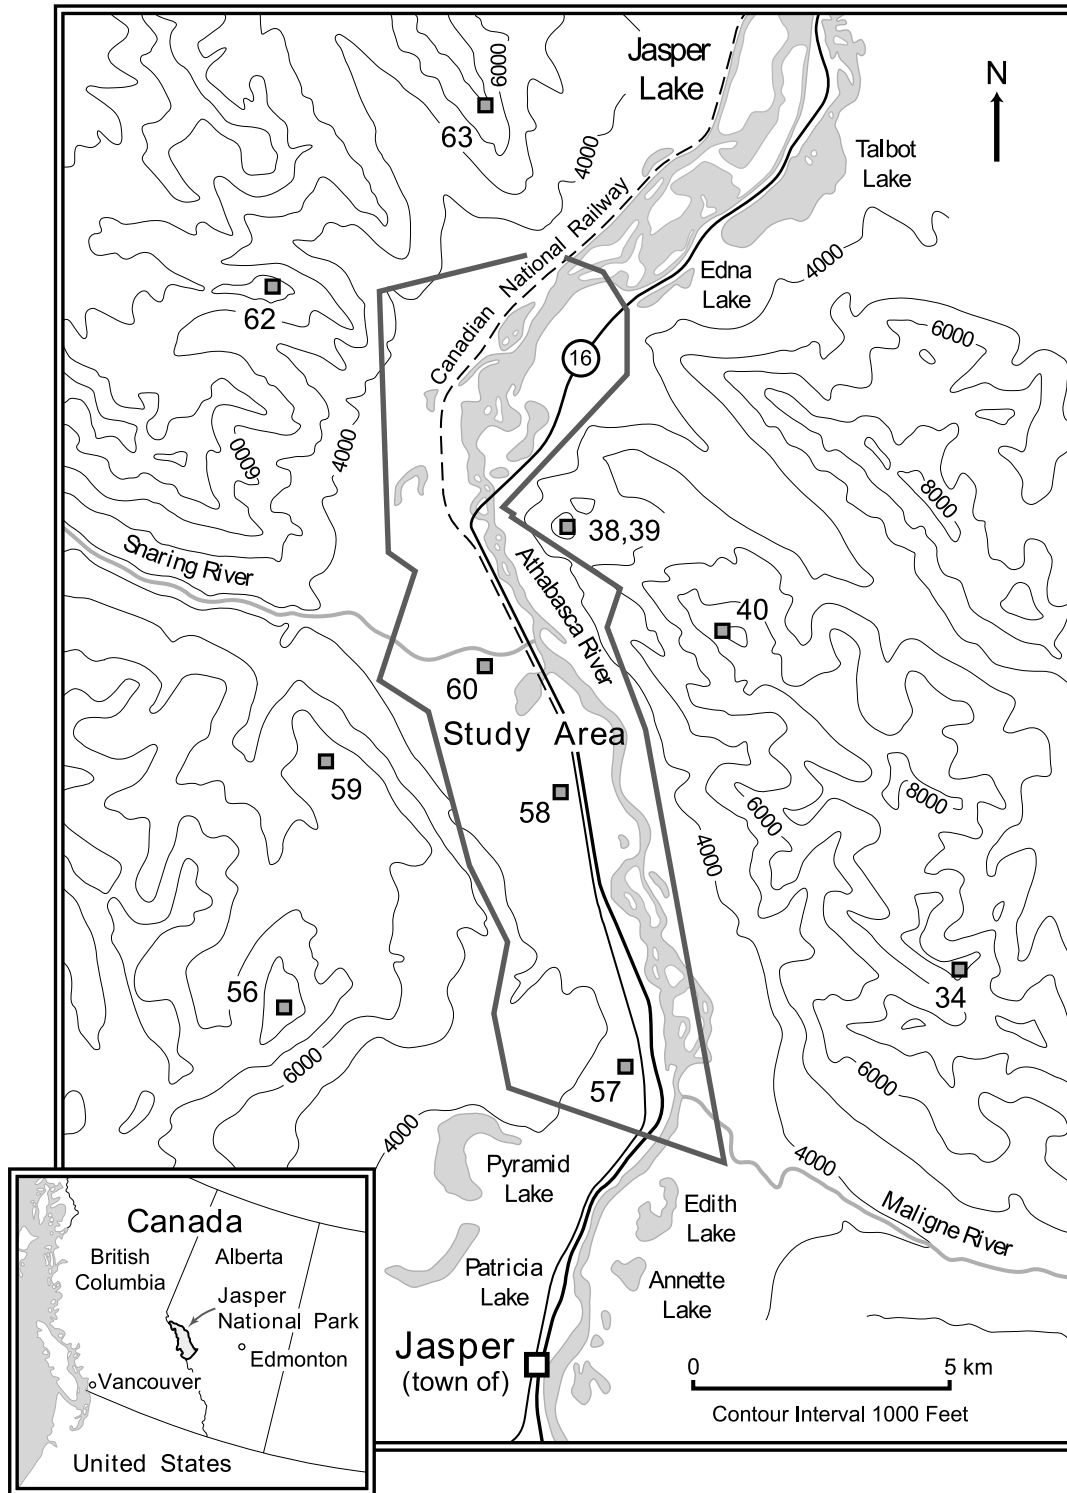 6000
63
Jasper
Lake
N
4000
Talbot
Lake
Canadian National Railway
4000
Edna
Lake
62
6000
16
4000
6000
8000
38,39
Snaring River
Athabasca River
40
60
Study Area
59
58
8000
6000
4000
56
34
6000
57
6000
4000
Pyramid
Lake
4000
Edith
Lake
Maligne River
Patricia
Lake
Annette
Lake
Jasper
(town of)
0
5 km
Contour Interval 1000 Feet
Canada
British
Columbia
Alberta
Jasper
National Park
Edmonton
Vancouver
United States